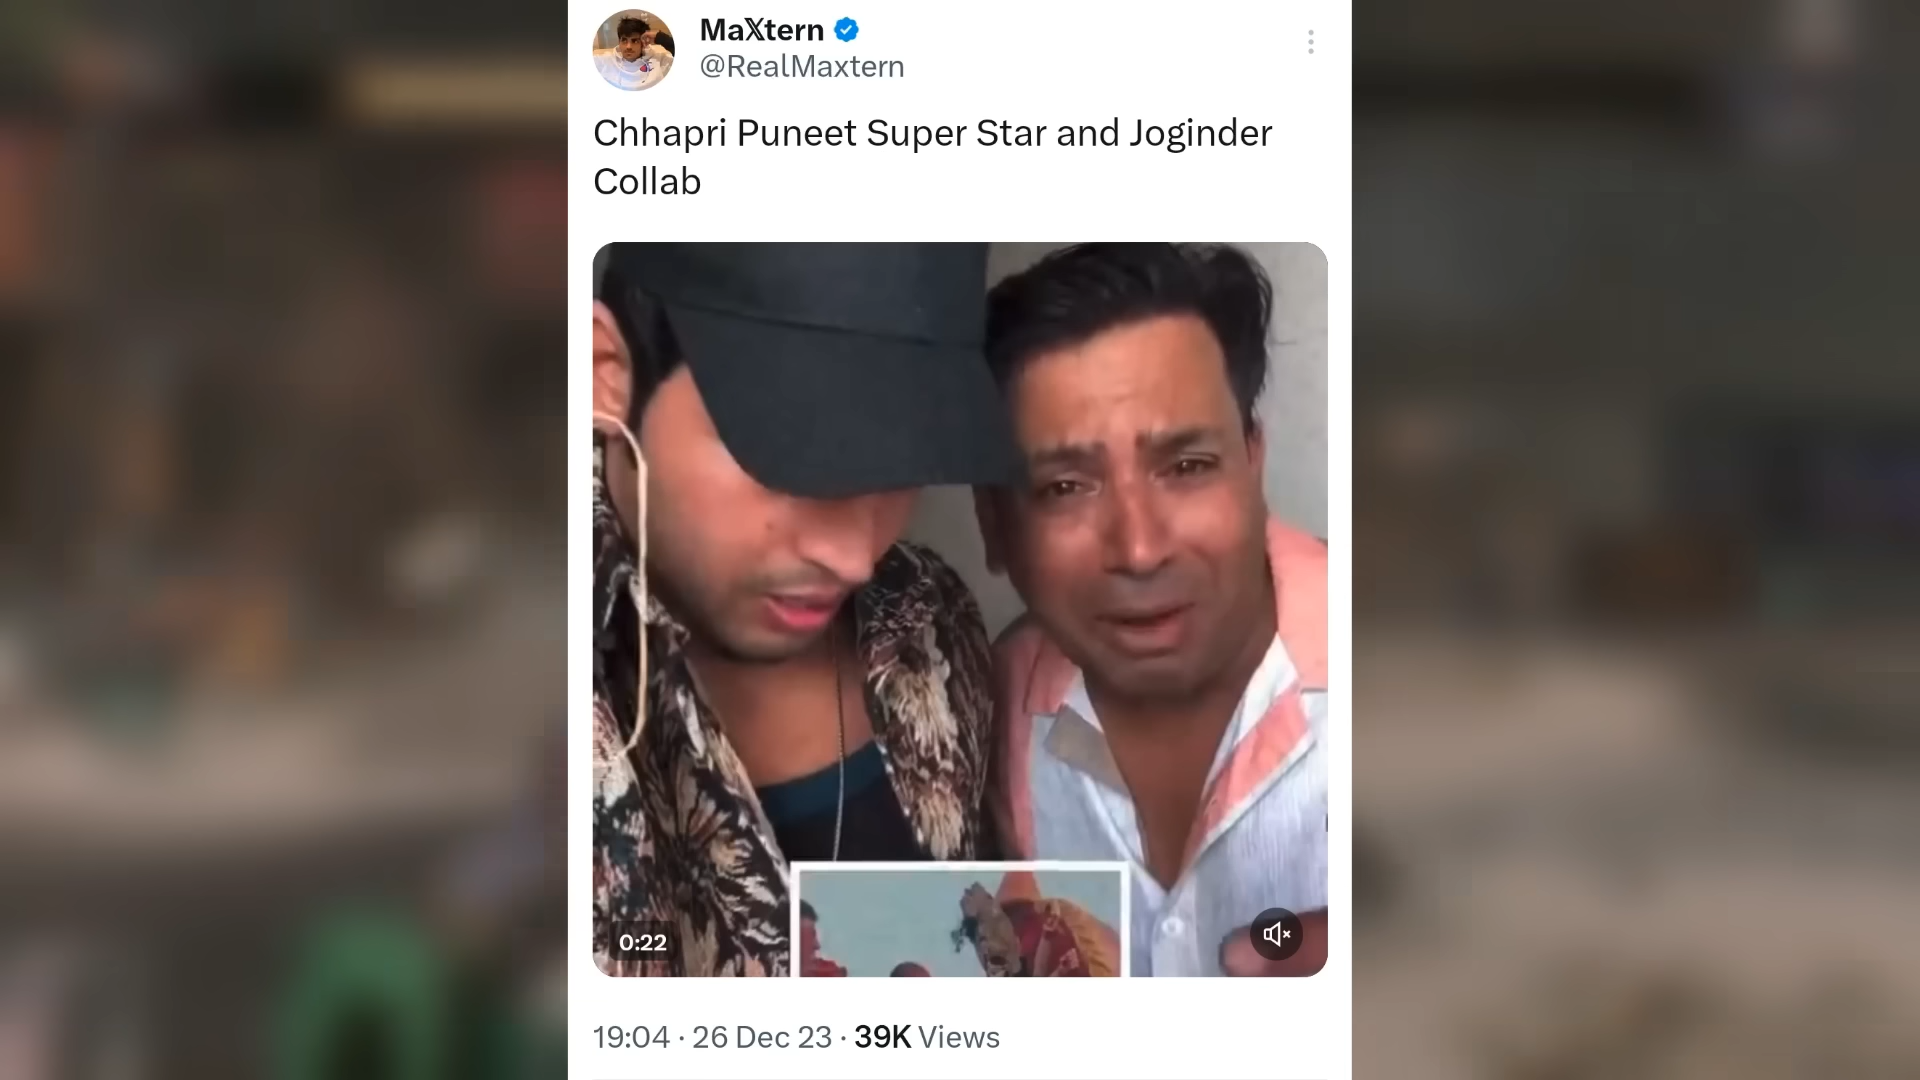 Ma𝕏tern
@RealMaxtern
Chhapri Puneet Super Star and Joginder
Collab
0:22
19:04 · 26 Dec 23 · 39K Views